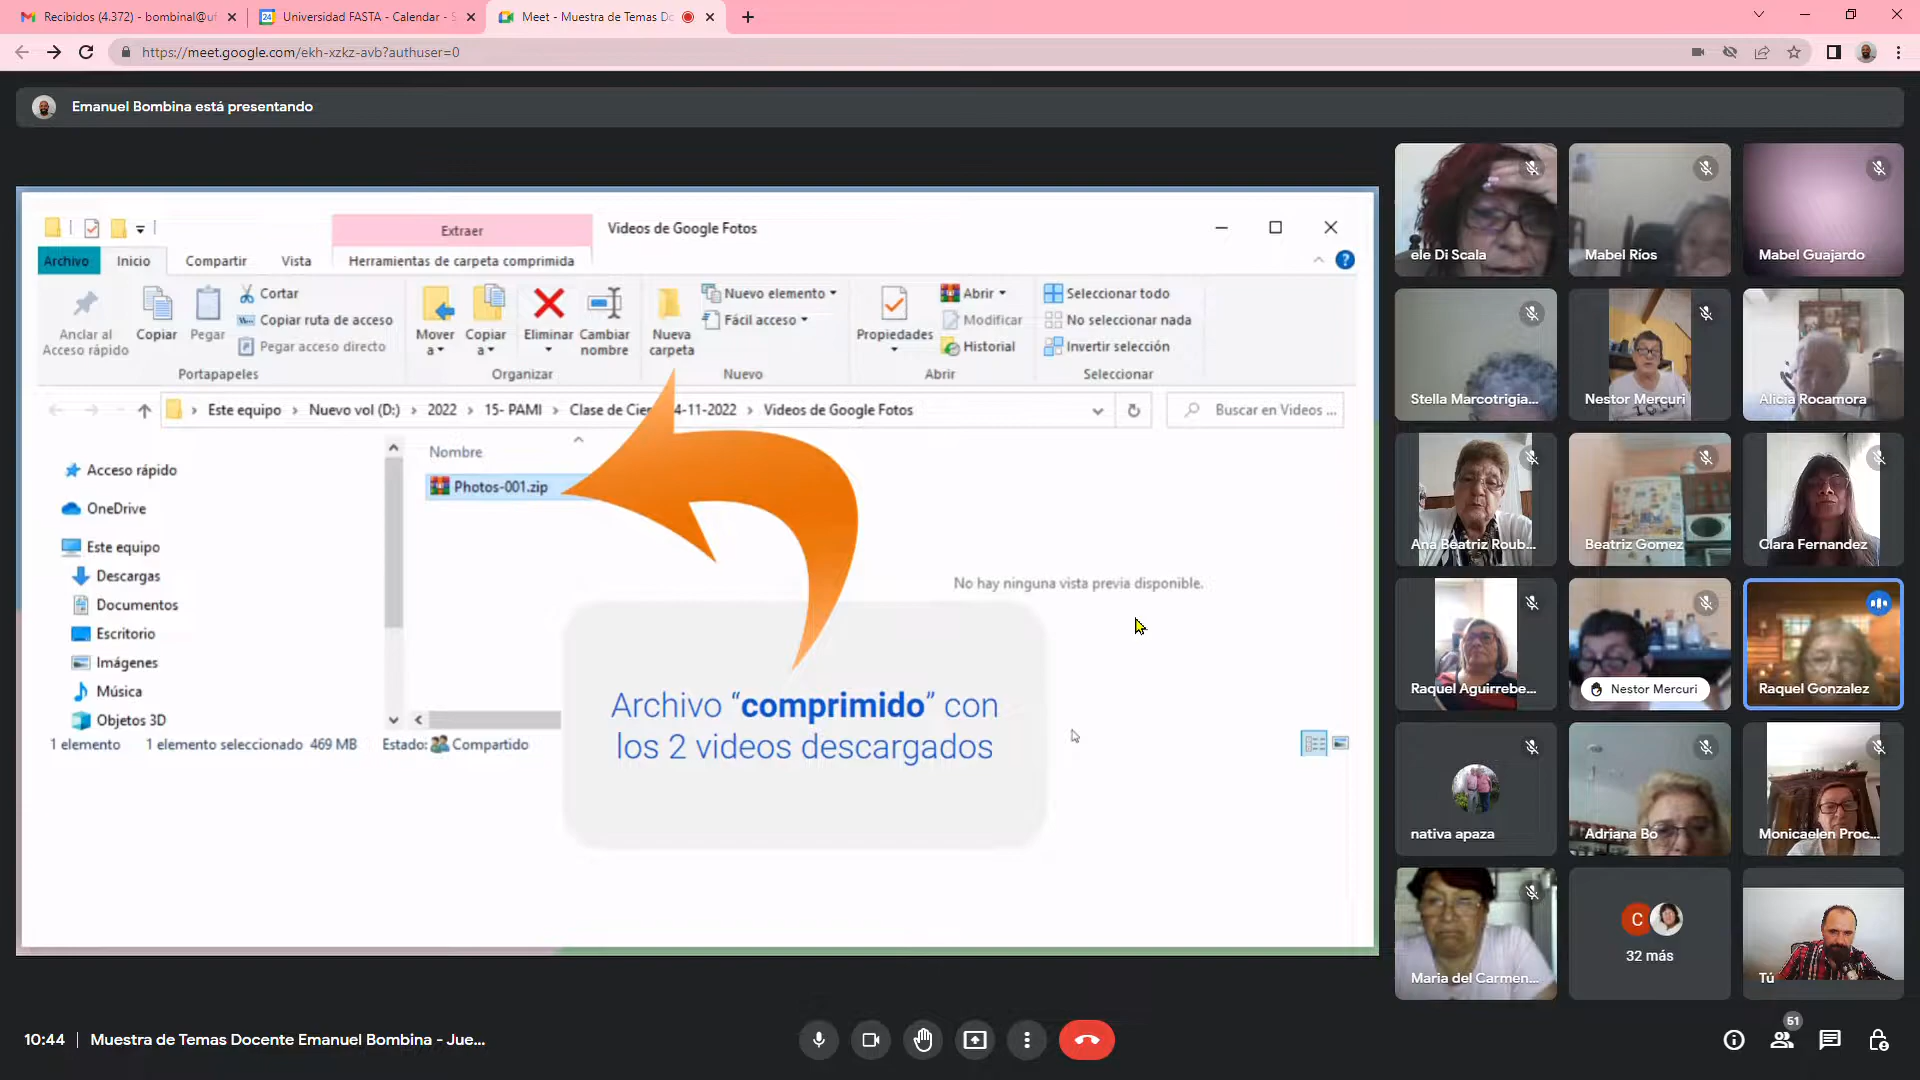 Recibidos (4.372) - bombinal@uf
Universidad FASTA - Calendar - S
Meet - Muestra de Temas Do
https://meet.google.com/ekh-xzkz-avb?authuser=0
Emanuel Bombina está presentando
Extraer
Videos de Google Fotos
Archivo
Inicio
Compartir
Vista
Herramientas de carpeta comprimida
Anclar al
Acceso rápido
Copiar
Pegar
Cortar
Copiar ruta de acceso
Pegar acceso directo
Portapapeles
Mover
a
Copiar
a
Eliminar
Cambiar
nombre
Organizar
Nueva
carpeta
Nuevo elemento
Fácil acceso
Nuevo
Propiedades
Abrir
Modificar
Historial
Abrir
Seleccionar todo
No seleccionar nada
Invertir selección
Seleccionar
Este equipo › Nuevo vol (D:) › 2022 › 15- PAMI › Clase de Cie 4-11-2022 › Videos de Google Fotos
Buscar en Videos ...
Nombre
Photos-001.zip
Acceso rápido
OneDrive
Este equipo
Descargas
Documentos
Escritorio
Imágenes
Música
Objetos 3D
No hay ninguna vista previa disponible.
1 elemento
1 elemento seleccionado 469 MB
Estado: Compartido
Archivo “comprimido” con
los 2 videos descargados
ele Di Scala
Mabel Ríos
Mabel Guajardo
Stella Marcotrigia...
Nestor Mercuri
Alicia Rocamora
Ana Beatriz Roub...
Beatriz Gomez
Clara Fernandez
Raquel Aguirrebe...
Nestor Mercuri
Raquel Gonzalez
nativa apaza
Adriana Bo
Monicaelen Proc...
Maria del Carmen...
C
32 más
Tú
10:44
Muestra de Temas Docente Emanuel Bombina - Jue...
51